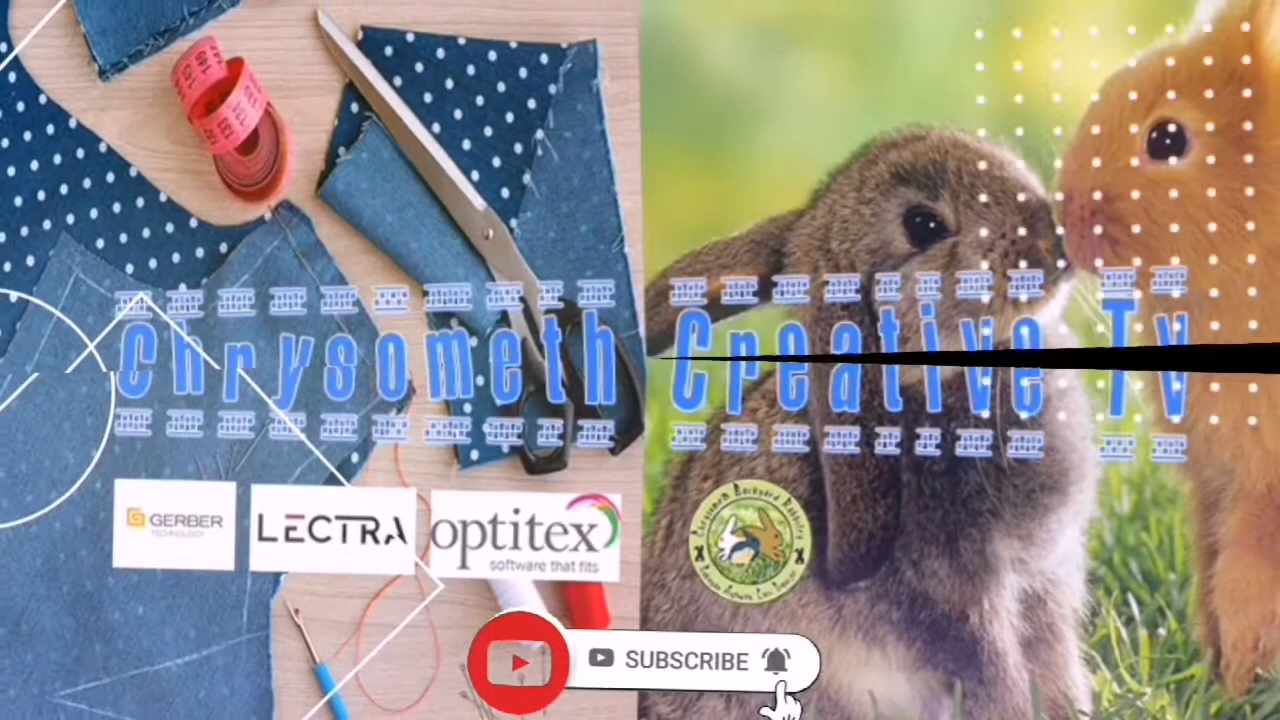 Chrysometh Creative Tv
GERBER
TECHNOLOGY
LECTRA
optitex
software that fits
SUBSCRIBE